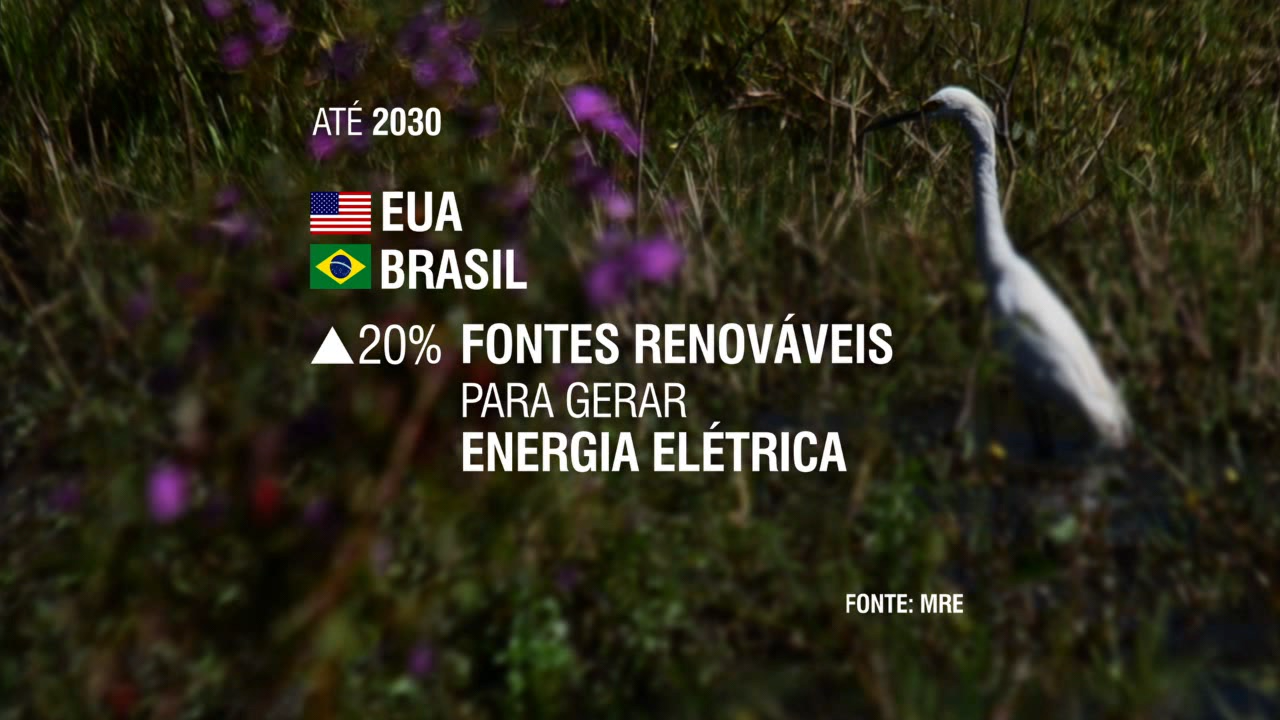 ATÉ 2030
EUA
BRASIL
▲20% FONTES RENOVÁVEIS
PARA GERAR
ENERGIA ELÉTRICA
FONTE: MRE